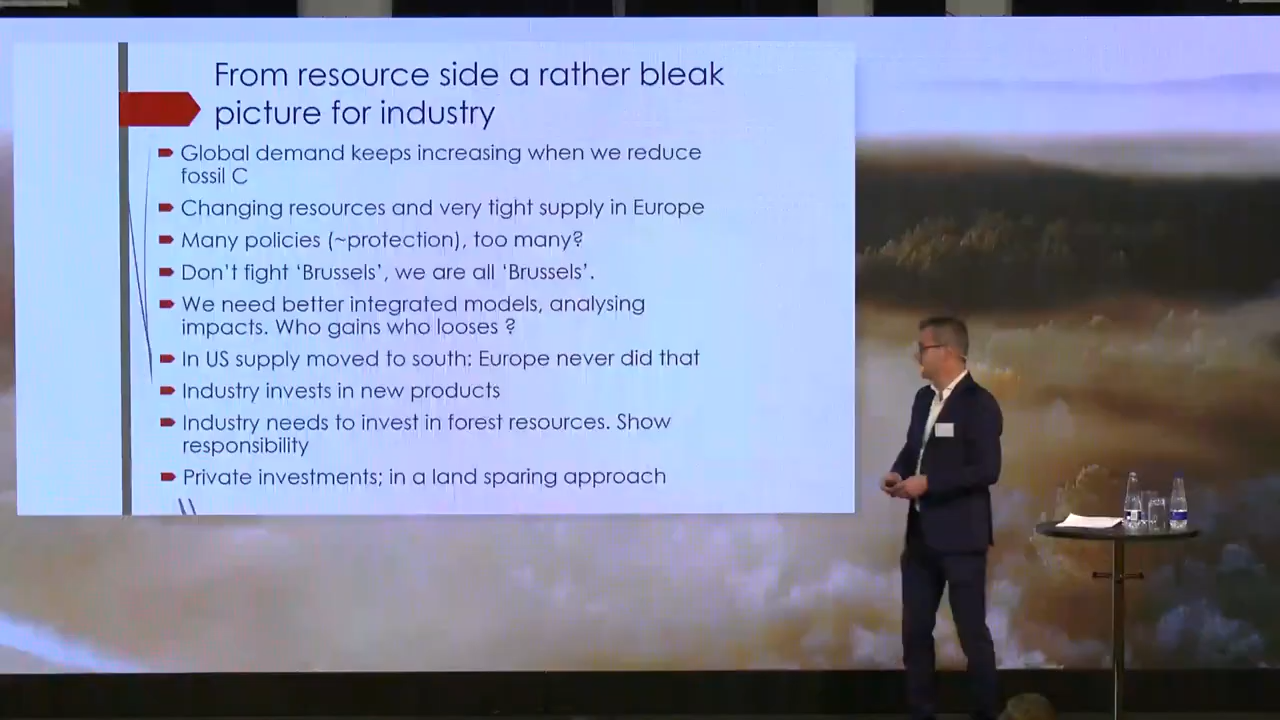 From resource side a rather bleak
picture for industry
Global demand keeps increasing when we reduce
fossil C
Changing resources and very tight supply in Europe
Many policies (~protection), too many?
Don't fight 'Brussels', we are all 'Brussels'.
We need better integrated models, analysing
impacts. Who gains who looses ?
In US supply moved to south: Europe never did that
Industry invests in new products
Industry needs to invest in forest resources. Show
responsibility
Private investments; in a land sparing approach